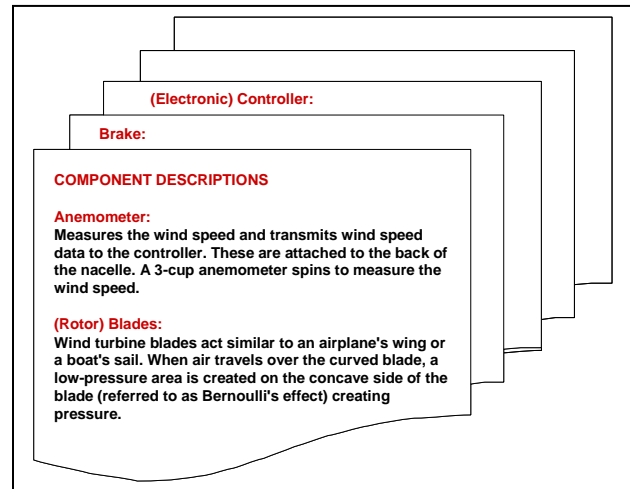 (Electronic) Controller:
Brake:
COMPONENT DESCRIPTIONS
Anemometer:
Measures the wind speed and transmits wind speed
data to the controller. These are attached to the back of
the nacelle. A 3-cup anemometer spins to measure the
wind speed.
(Rotor) Blades:
Wind turbine blades act similar to an airplane's wing or
a boat's sail. When air travels over the curved blade, a
low-pressure area is created on the concave side of the
blade (referred to as Bernoulli's effect) creating
pressure.